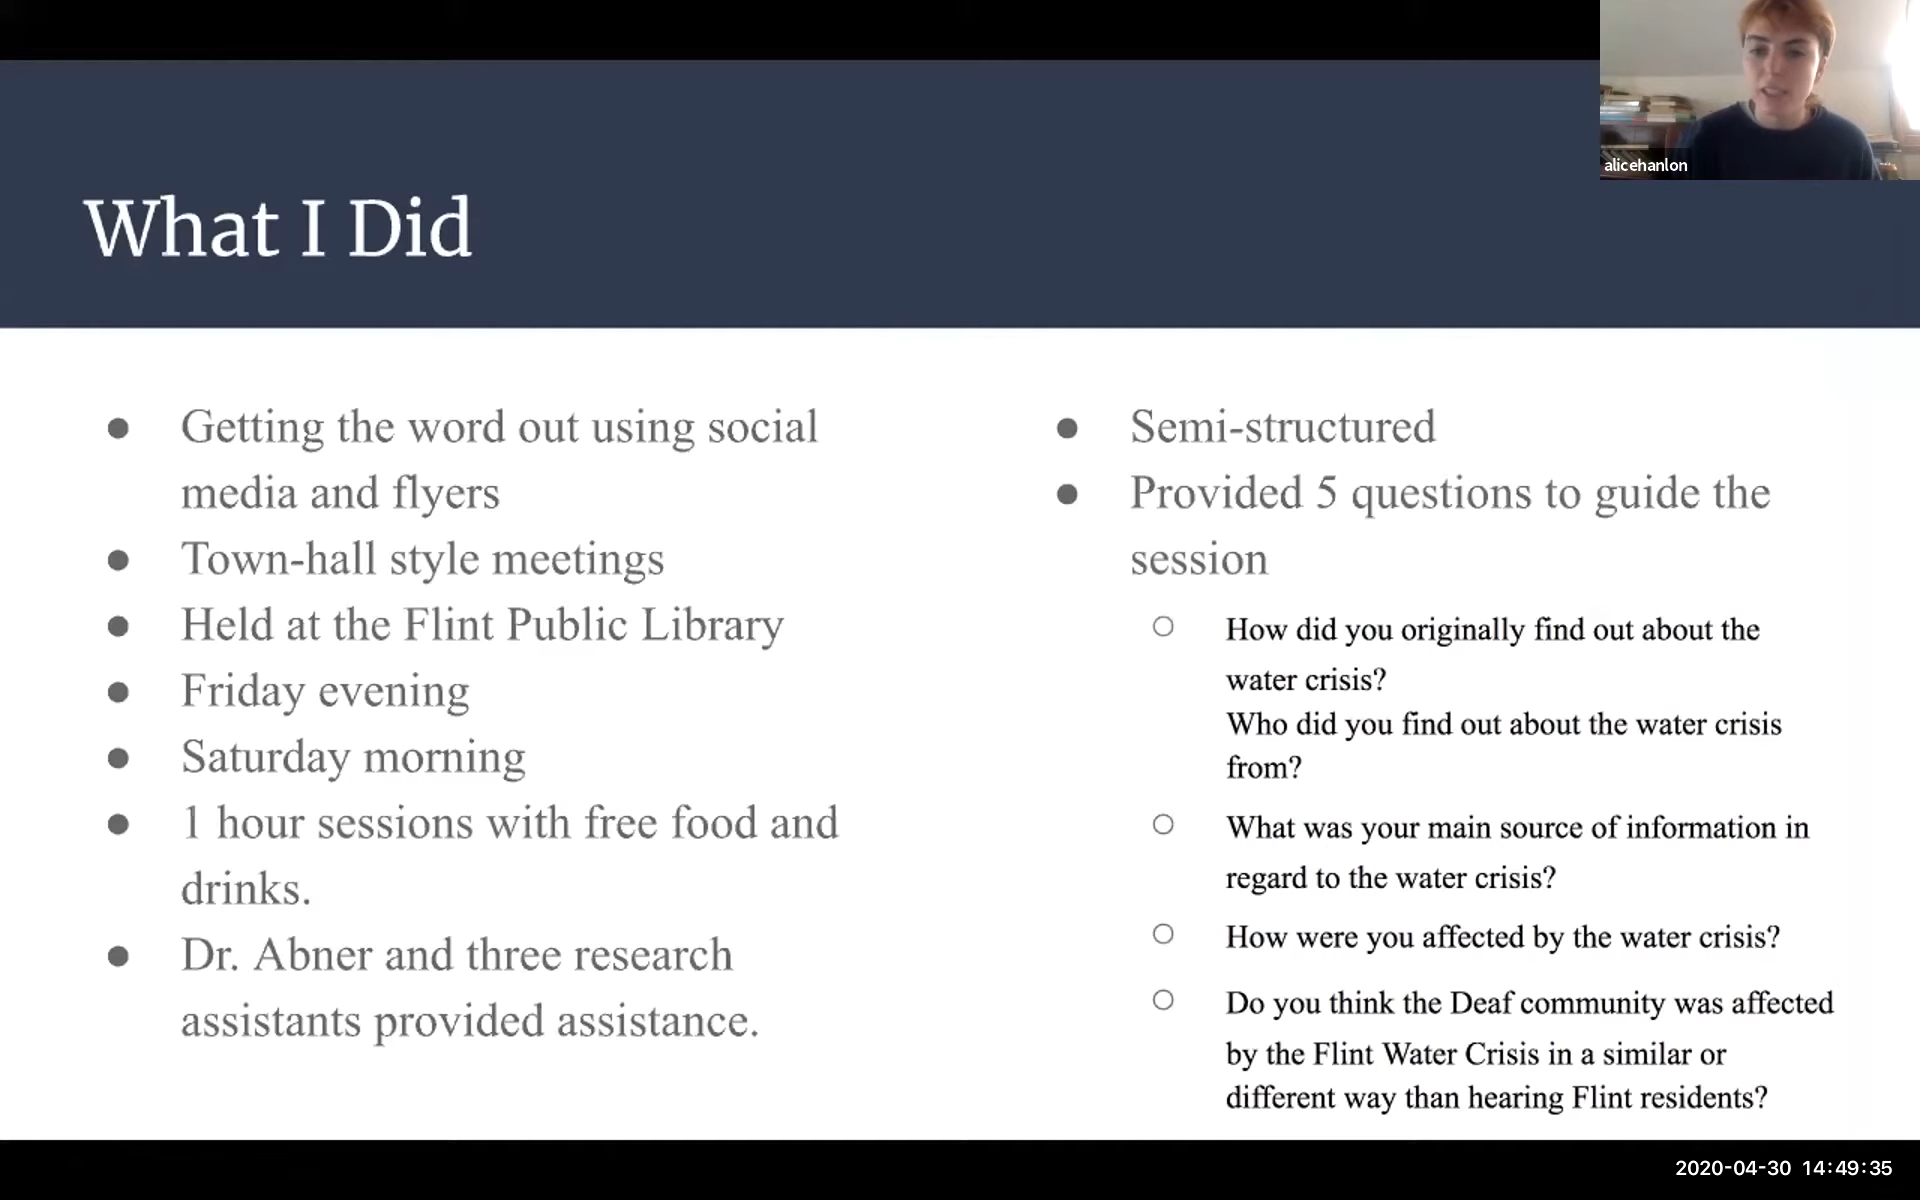 alicehanlon
What I Did
● Getting the word out using social
media and flyers
● Town-hall style meetings
● Held at the Flint Public Library
● Friday evening
● Saturday morning
● 1 hour sessions with free food and
drinks.
● Dr. Abner and three research
assistants provided assistance.
● Semi-structured
● Provided 5 questions to guide the
session
○ How did you originally find out about the
water crisis?
Who did you find out about the water crisis
from?
○ What was your main source of information in
regard to the water crisis?
○ How were you affected by the water crisis?
○ Do you think the Deaf community was affected
by the Flint Water Crisis in a similar or
different way than hearing Flint residents?
2020-04-30 14:49:35